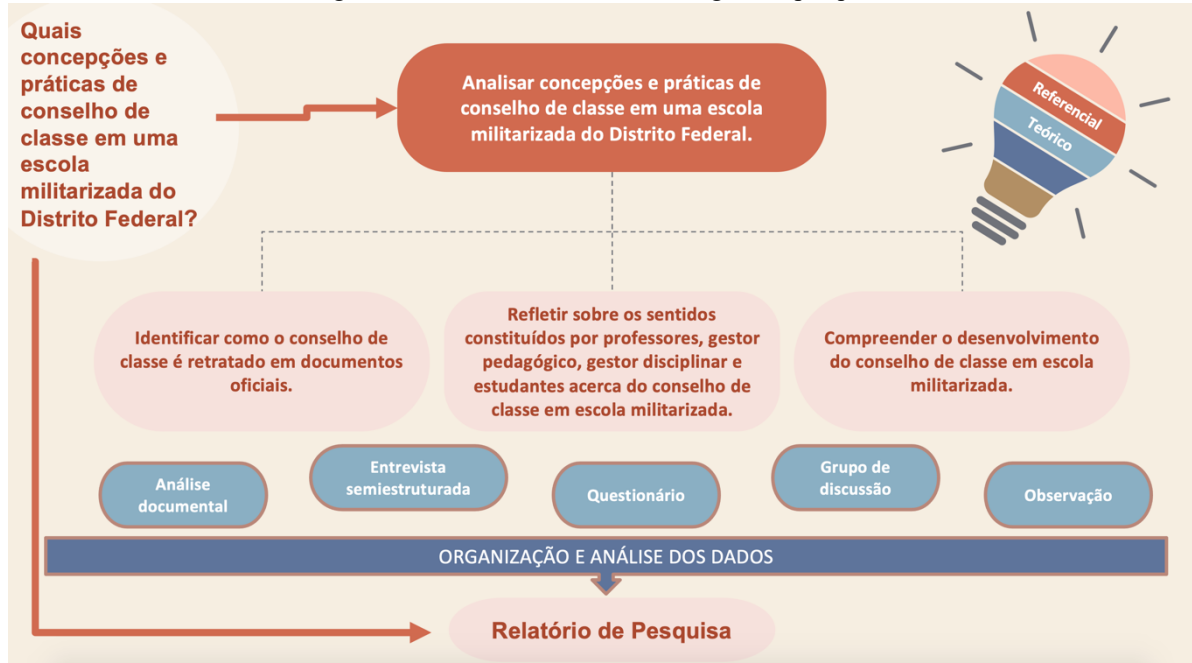 Quais
concepções e
práticas de
conselho de
classe em uma
escola
militarizada do
Distrito Federal?
Analisar concepções e práticas de
conselho de classe em uma escola
militarizada do Distrito Federal.
Referencial
Teórico
Identificar como o conselho de
classe é retratado em documentos
oficiais.
Refletir sobre os sentidos
constituídos por professores, gestor
pedagógico, gestor disciplinar e
estudantes acerca do conselho de
classe em escola militarizada.
Compreender o desenvolvimento
do conselho de classe em escola
militarizada.
Análise
documental
Entrevista
semiestruturada
Questionário
Grupo de
discussão
Observação
ORGANIZAÇÃO E ANÁLISE DOS DADOS
Relatório de Pesquisa